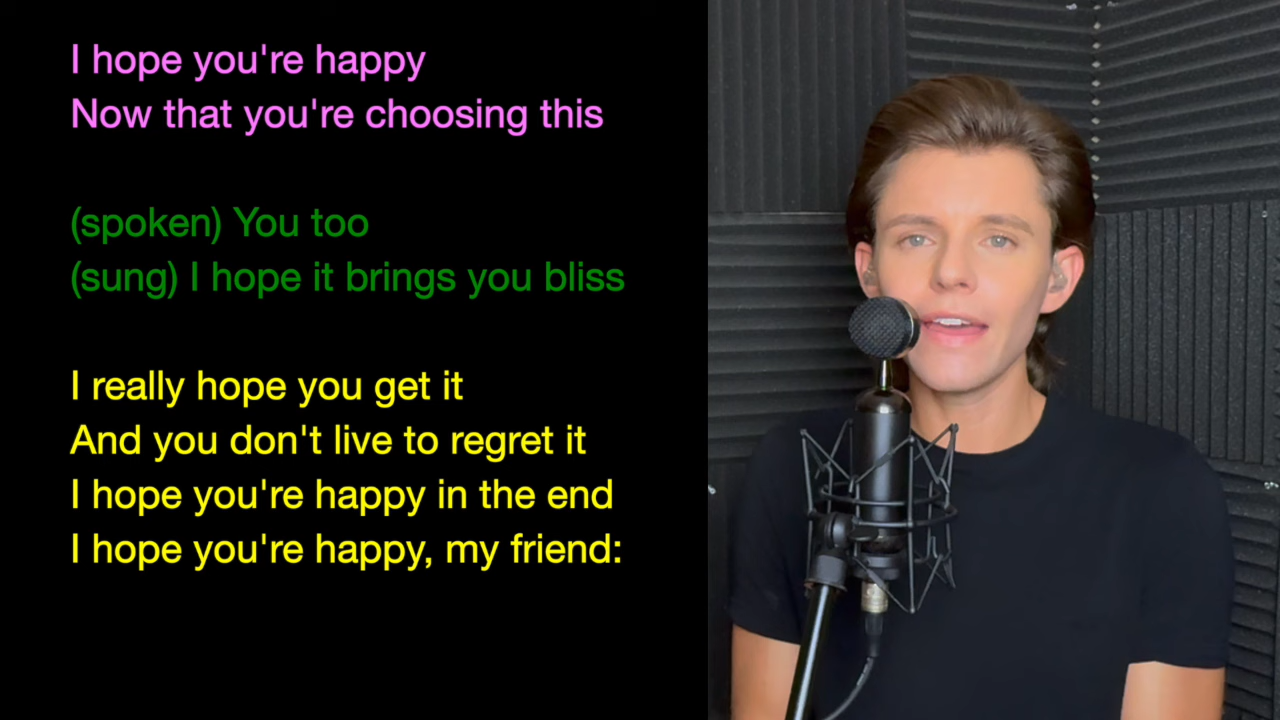 I hope you're happy
Now that you're choosing this
(spoken) You too
(sung) I hope it brings you bliss
I really hope you get it
And you don't live to regret it
I hope you're happy in the end
I hope you're happy, my friend: